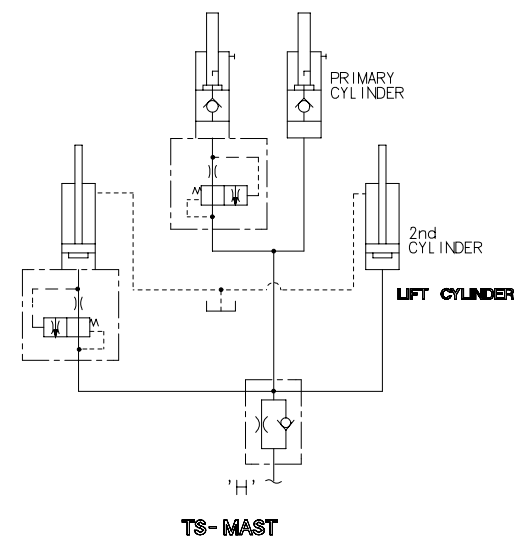 PRIMARY
CYLINDER
2nd
CYLINDER
LIFT CYLINDER
'H'
TS-MAST